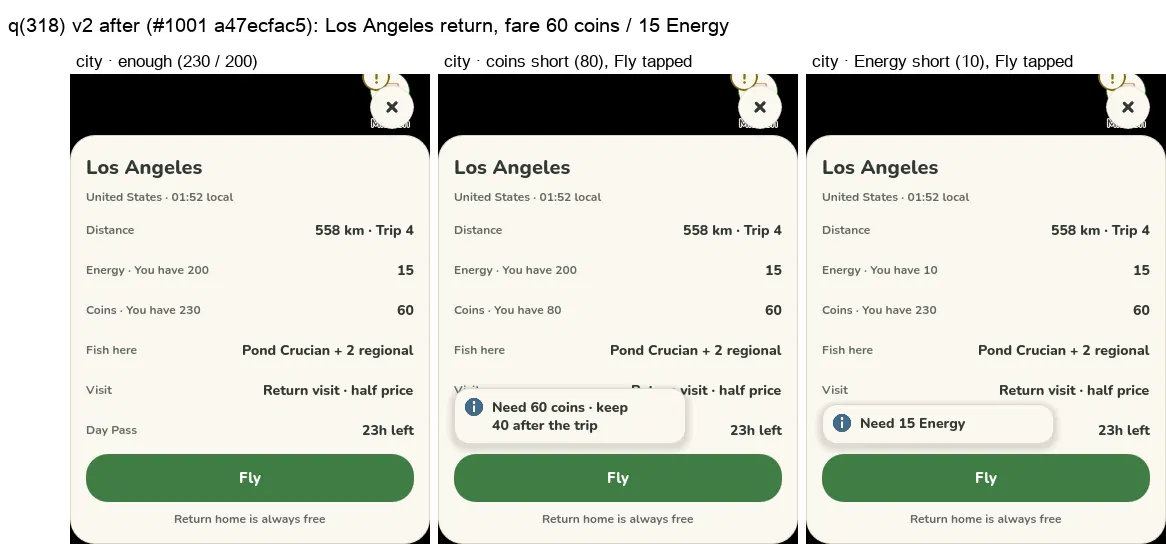 q(318) v2 after (#1001 a47ecfac5): Los Angeles return, fare 60 coins / 15 Energy
city · enough (230 / 200)
Los Angeles
United States · 01:52 local
Distance 558 km · Trip 4
Energy · You have 200 15
Coins · You have 230 60
Fish here Pond Crucian + 2 regional
Visit Return visit · half price
Day Pass 23h left
Fly
Return home is always free
city · coins short (80), Fly tapped
Los Angeles
United States · 01:52 local
Distance 558 km · Trip 4
Energy · You have 200 15
Coins · You have 80 60
Fish here Pond Crucian + 2 regional
Visit Return visit · half price
Need 60 coins · keep
40 after the trip
23h left
Fly
Return home is always free
city · Energy short (10), Fly tapped
Los Angeles
United States · 01:52 local
Distance 558 km · Trip 4
Energy · You have 10 15
Coins · You have 230 60
Fish here Pond Crucian + 2 regional
Visit Return visit · half price
Need 15 Energy
23h left
Fly
Return home is always free